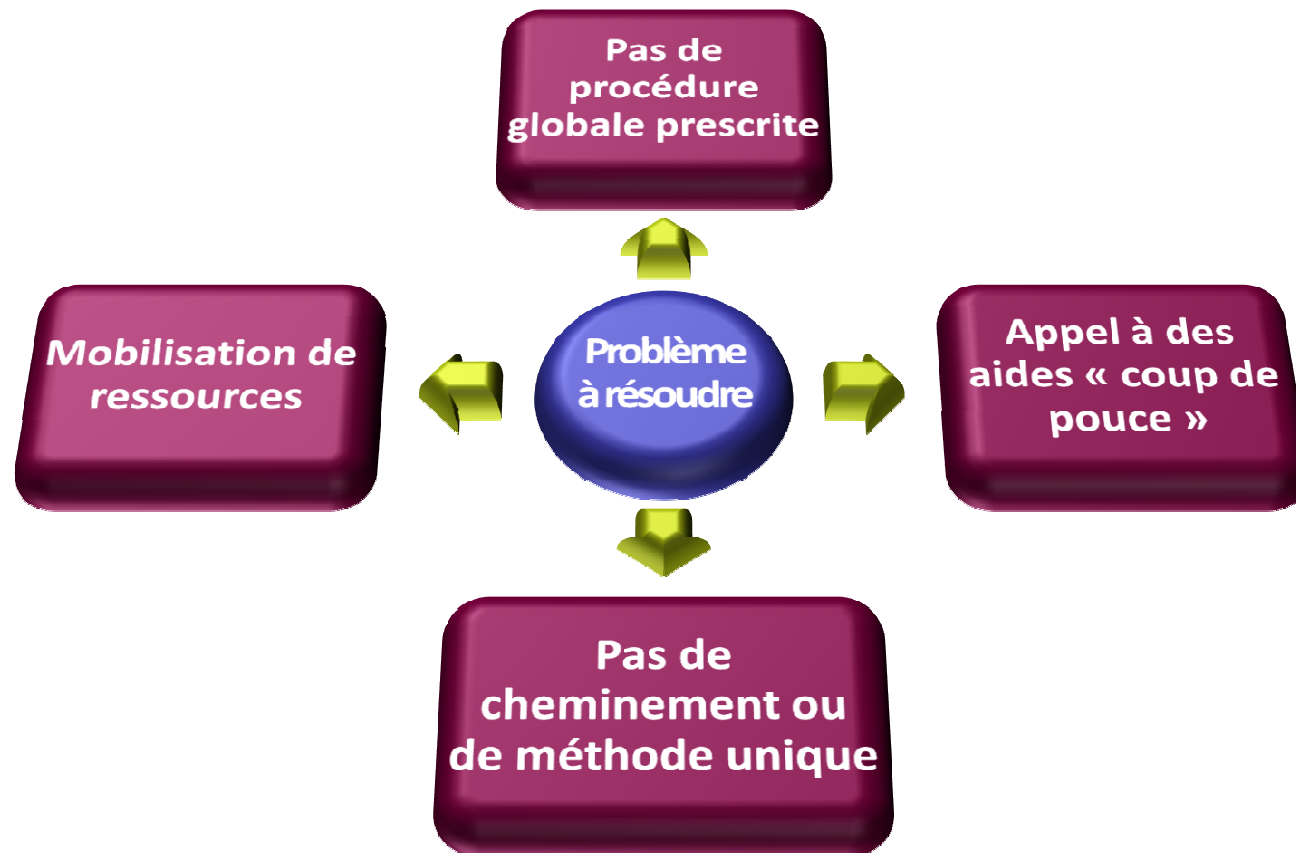 Pas de
procédure
globale prescrite
Mobilisation de
ressources
Problème
à résoudre
Appel à des
aides « coup de
pouce »
Pas de
cheminement ou
de méthode unique